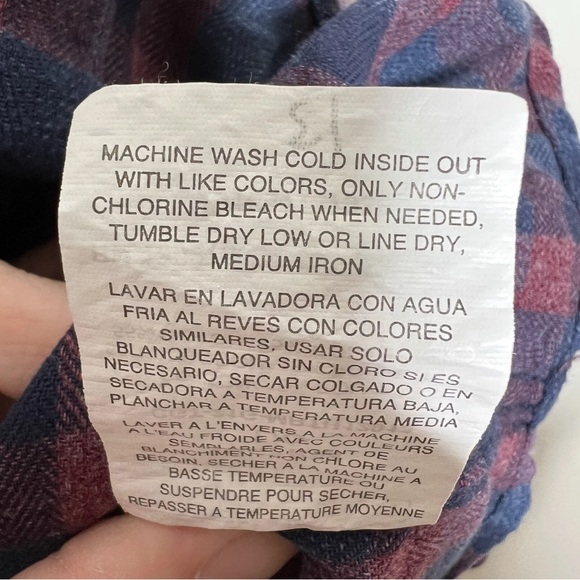 MACHINE WASH COLD INSIDE OUT
WITH LIKE COLORS, ONLY NON-
CHLORINE BLEACH WHEN NEEDED,
TUMBLE DRY LOW OR LINE DRY,
MEDIUM IRON
LAVAR EN LAVADORA CON AGUA
FRIA AL REVES CON COLORES
SIMILARES, USAR SOLO
BLANQUEADOR SIN CLORO SI ES
NECESARIO, SECAR COLGADO O EN
SECADORA A TEMPERATURA BAJA,
PLANCHAR A TEMPERATURA MEDIA
LAVER A L'ENVERS, A LA MACHINE
A L'EAU FROIDE AVEC COULEURS
SEMBLABLES, AGENT DE
BLANCHIMENT NON CHLORE AU
BESOIN. SECHER A LA MACHINE A
BASSE TEMPERATURE OU
SUSPENDRE POUR SECHER,
REPASSER A TEMPERATURE MOYENNE